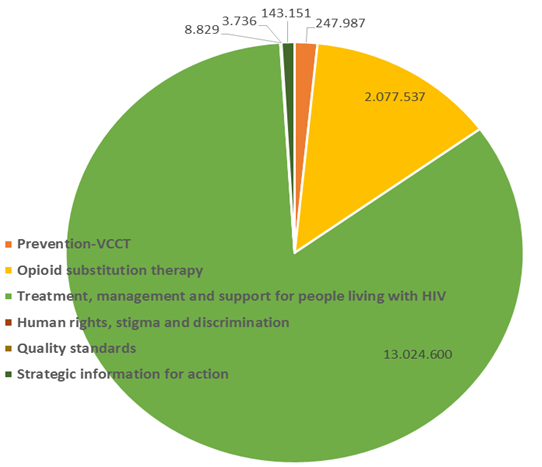 143.151
3.736
247.987
8.829
2.077.537
Prevention-VCCT
Opioid substitution therapy
Treatment, management and support for people living with HIV
Human rights, stigma and discrimination
Quality standards
13.024.600
Strategic information for action